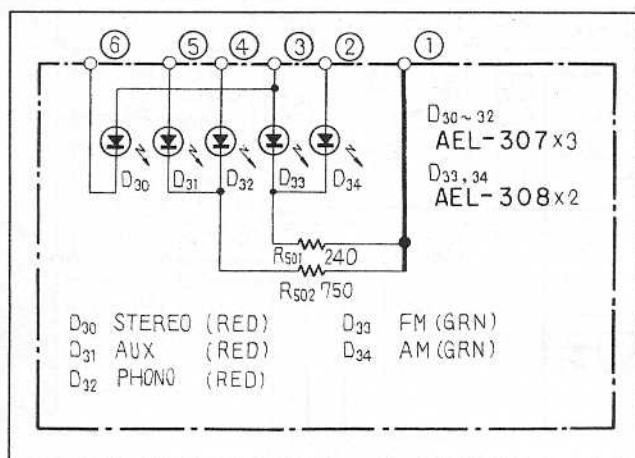 ⑥ ⑤ ④ ③ ② ①
D30~32
AEL-307×3
D33,34
AEL-308×2
D30 D31 D32 D33 D34
R501 240
R502 750
D30 STEREO (RED) D33 FM (GRN)
D31 AUX (RED) D34 AM (GRN)
D32 PHONO (RED)